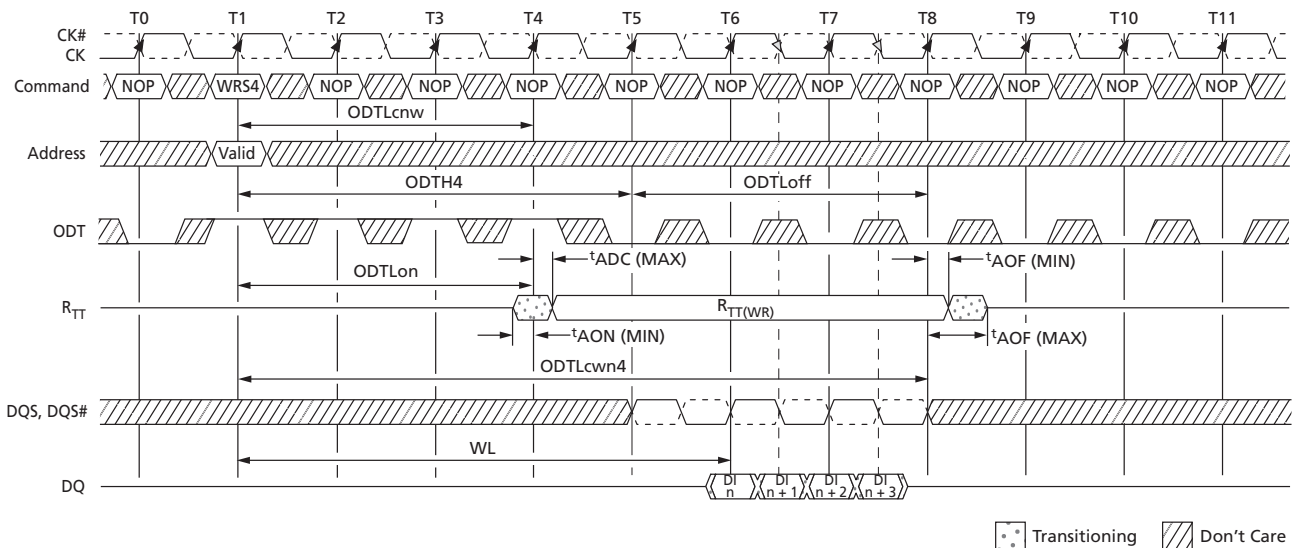 T0 T1 T2 T3 T4 T5 T6 T7 T8 T9 T10 T11
CK#
CK
Command NOP WRS4 NOP NOP NOP NOP NOP NOP NOP NOP NOP NOP
ODTLcnw
Address Valid
ODTH4 ODTLoff
ODT
tADC (MAX) tAOF (MIN)
ODTLon
RTT RTT(WR)
tAON (MIN) tAOF (MAX)
ODTLcwn4
DQS, DQS#
WL
DQ DI n DI n + 1 DI n + 2 DI n + 3
Transitioning Don't Care